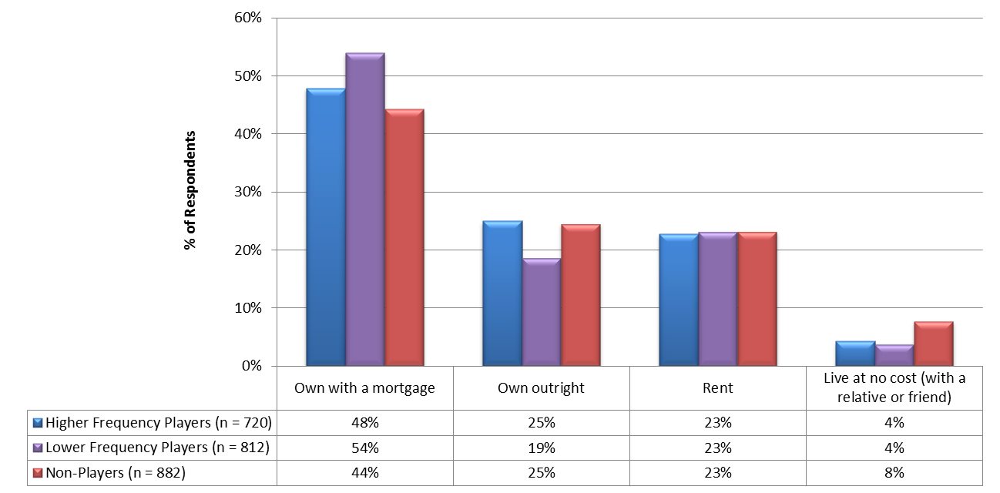 60%
50%
40%
30%
20%
10%
0%
% of Respondents
Own with a mortgage
Own outright
Rent
Live at no cost (with a
relative or friend)
Higher Frequency Players (n = 720) 48% 25% 23% 4%
Lower Frequency Players (n = 812) 54% 19% 23% 4%
Non-Players (n = 882) 44% 25% 23% 8%